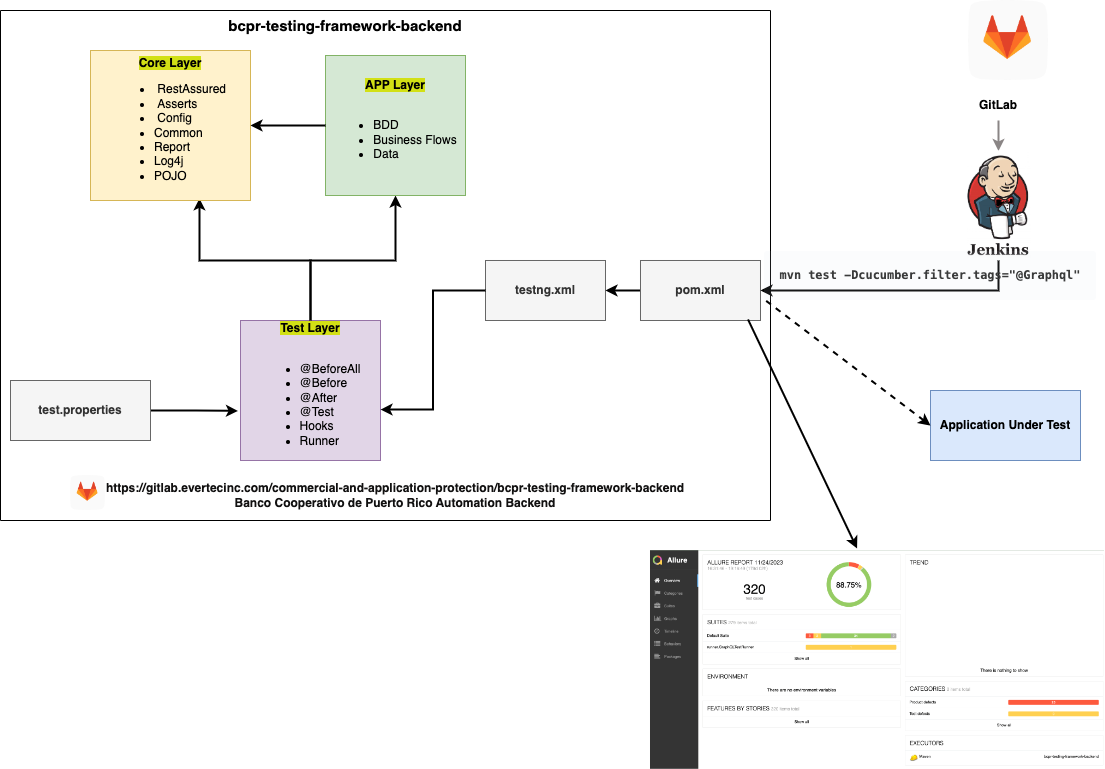 bcpr-testing-framework-backend
Core Layer
RestAssured
Asserts
Config
Common
Report
Log4j
POJO
APP Layer
BDD
Business Flows
Data
GitLab
Jenkins
mvn test -Dcucumber.filter.tags="@Graphql"
testng.xml
pom.xml
Test Layer
@BeforeAll
@Before
@After
@Test
Hooks
Runner
test.properties
Application Under Test
https://gitlab.evertecinc.com/commercial-and-application-protection/bcpr-testing-framework-backend
Banco Cooperativo de Puerto Rico Automation Backend
Allure
Overview
Categories
Suites
Graphs
Timeline
Behaviors
Packages
ALLURE REPORT 11/24/2023
320
test cases
88.75%
SUITES
Default Suite
runner.GraphQLTestRunner
Show all
ENVIRONMENT
There are no environment variables
FEATURES BY STORIES
Show all
TREND
There is nothing to show
CATEGORIES 2 items total
Product defects
Test defects
Show all
EXECUTORS
Maven
bcpr-testing-framework-backend